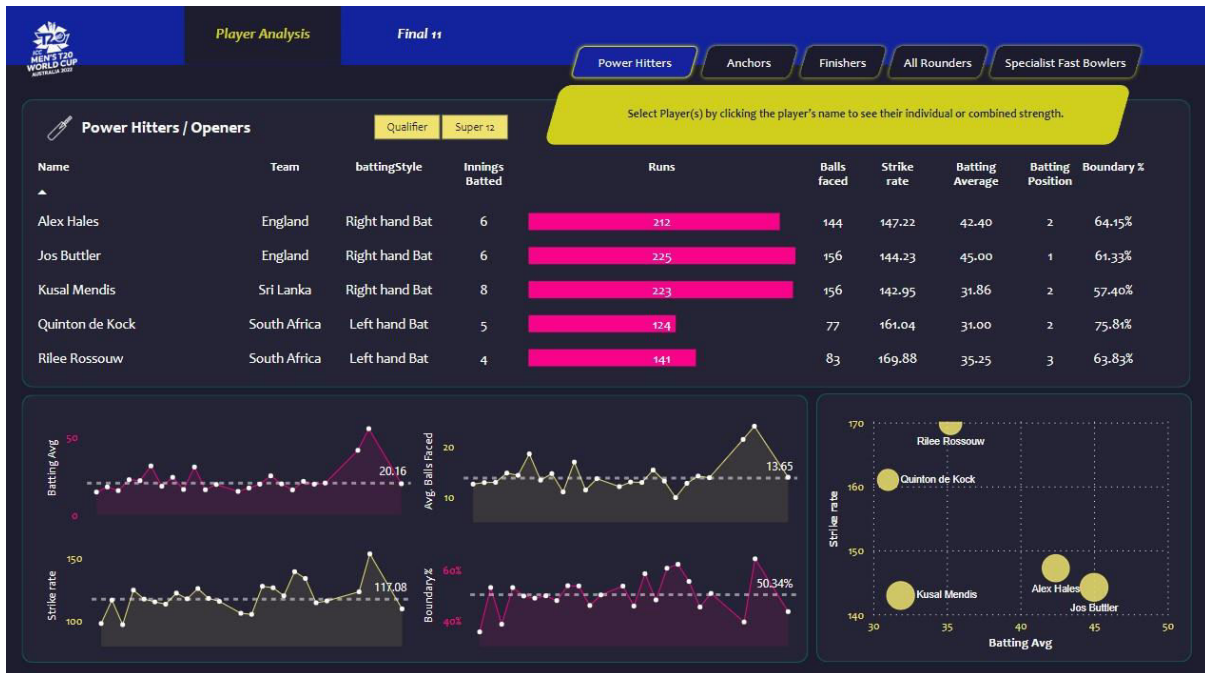 Player Analysis
Final 11
T20
ICC
MEN'S T20
WORLD CUP
AUSTRALIA 2022
Power Hitters
Anchors
Finishers
All Rounders
Specialist Fast Bowlers
Select Player(s) by clicking the player's name to see their individual or combined strength.
Power Hitters / Openers
Qualifier
Super 12
Name Team battingStyle Innings Batted Runs Balls faced Strike rate Batting Average Batting Position Boundary %
Alex Hales England Right hand Bat 6 212 144 147.22 42.40 2 64.15%
Jos Buttler England Right hand Bat 6 225 156 144.23 45.00 1 61.33%
Kusal Mendis Sri Lanka Right hand Bat 8 223 156 142.95 31.86 2 57.40%
Quinton de Kock South Africa Left hand Bat 5 124 77 161.04 31.00 2 75.81%
Rilee Rossouw South Africa Left hand Bat 4 141 83 169.88 35.25 3 63.83%
Batting Avg
50
0
20.16
Avg. Balls Faced
20
10
13.65
Strike rate
150
100
117.08
Boundary %
60%
40%
50.34%
Strike rate
170
160
150
140
Rilee Rossouw
Quinton de Kock
Alex Hales
Kusal Mendis
Jos Buttler
30 35 40 45 50
Batting Avg